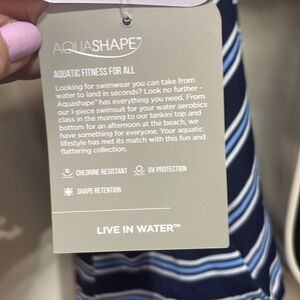 AQUASHAPE™
AQUATIC FITNESS FOR ALL
Looking for swimwear you can take from
water to land in seconds? Look no further -
Aquashape™ has everything you need. From
our 1-piece swimsuit for your water aerobics
class in the morning to our tankini top and
bottom for an afternoon at the beach, we
have something for everyone. Your aquatic
lifestyle has met its match with this fun and
flattering collection.
CHLORINE RESISTANT
UV PROTECTION
SHAPE RETENTION
LIVE IN WATER™